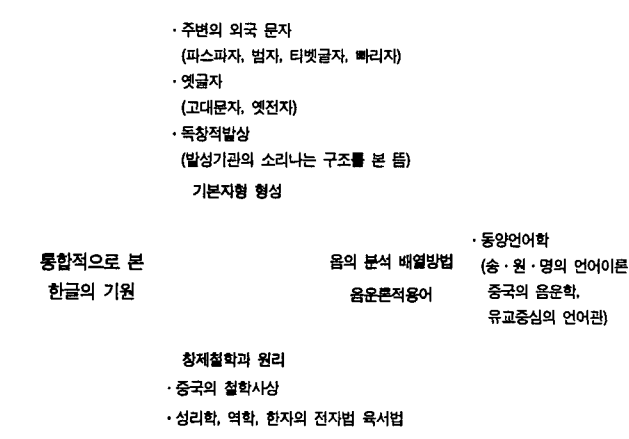 · 주변의 외국 문자
(파스파자, 범자, 티벳글자, 빠리자)
· 옛글자
(고대문자, 옛전자)
· 독창적발상
(발성기관의 소리나는 구조를 본 뜸)
기본자형 형성
· 동양언어학
통합적으로 본
음의 분석 배열방법
(송·원·명의 언어이론
한글의 기원
음운론적용어
중국의 음운학,
유교중심의 언어관)
창제철학과 원리
· 중국의 철학사상
· 성리학, 역학, 한자의 전자법 육서법